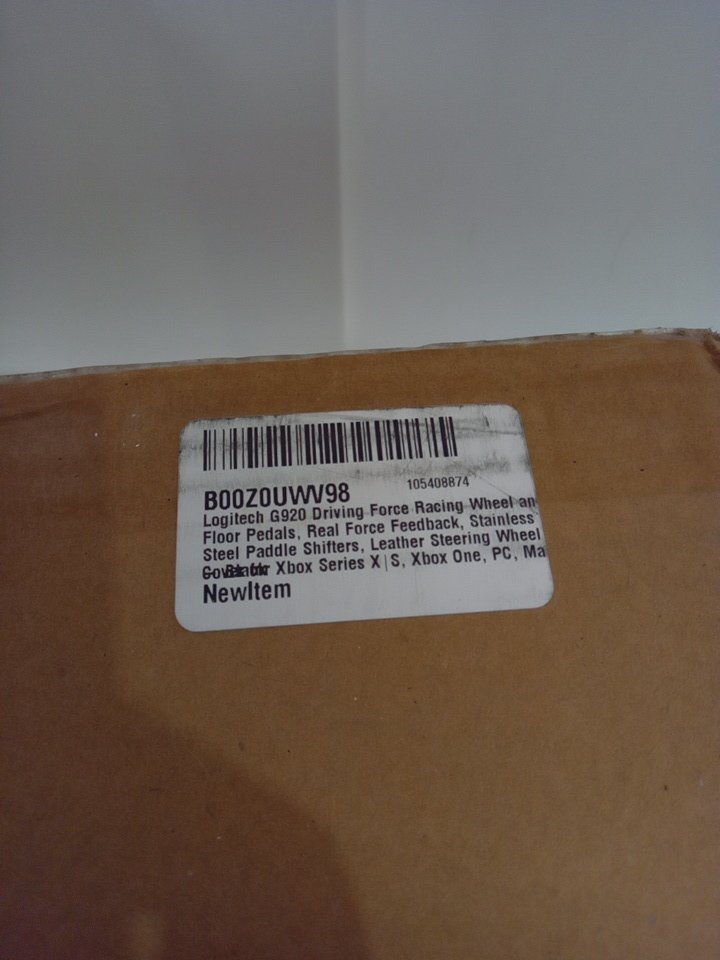 B00Z0UWV98
105408874
Logitech G920 Driving Force Racing Wheel an
Floor Pedals, Real Force Feedback, Stainless
Steel Paddle Shifters, Leather Steering Wheel
Xbox Series X|S, Xbox One, PC, Ma
NewItem